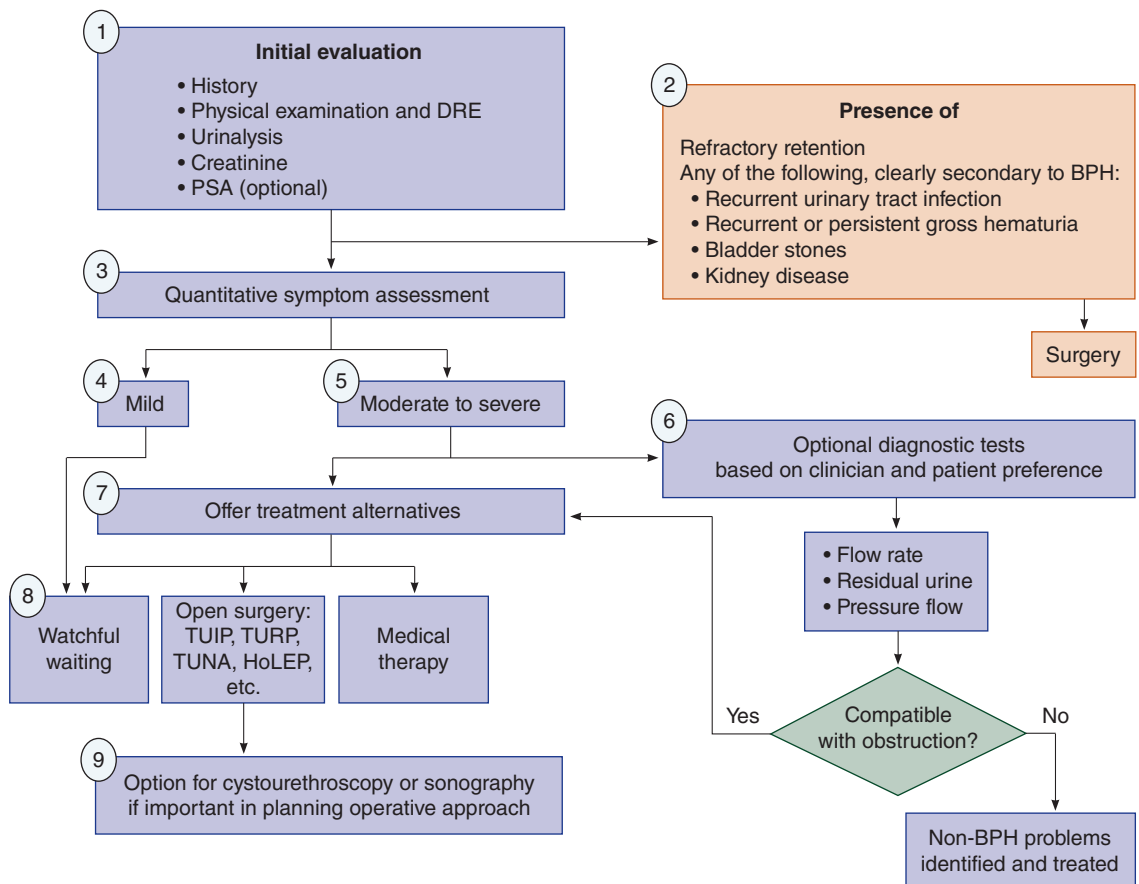 1
Initial evaluation
• History
• Physical examination and DRE
• Urinalysis
• Creatinine
• PSA (optional)
2
Presence of
Refractory retention
Any of the following, clearly secondary to BPH:
• Recurrent urinary tract infection
• Recurrent or persistent gross hematuria
• Bladder stones
• Kidney disease
Surgery
3
Quantitative symptom assessment
4
Mild
5
Moderate to severe
6
Optional diagnostic tests
based on clinician and patient preference
7
Offer treatment alternatives
• Flow rate
• Residual urine
• Pressure flow
8
Watchful
waiting
Open surgery:
TUIP, TURP,
TUNA, HoLEP,
etc.
Medical
therapy
Yes
Compatible
with obstruction?
No
9
Option for cystourethroscopy or sonography
if important in planning operative approach
Non-BPH problems
identified and treated